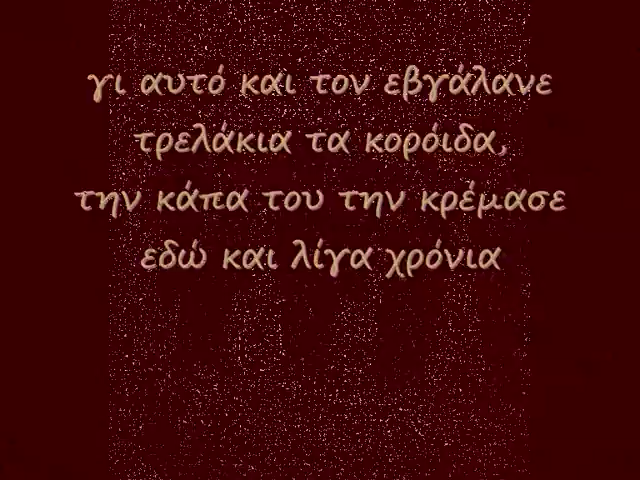 γι αυτό και τον εβγάλανε
τρελάκια τα κορόιδα,
την κάπα του την κρέμασε
εδώ και λίγα χρόνια